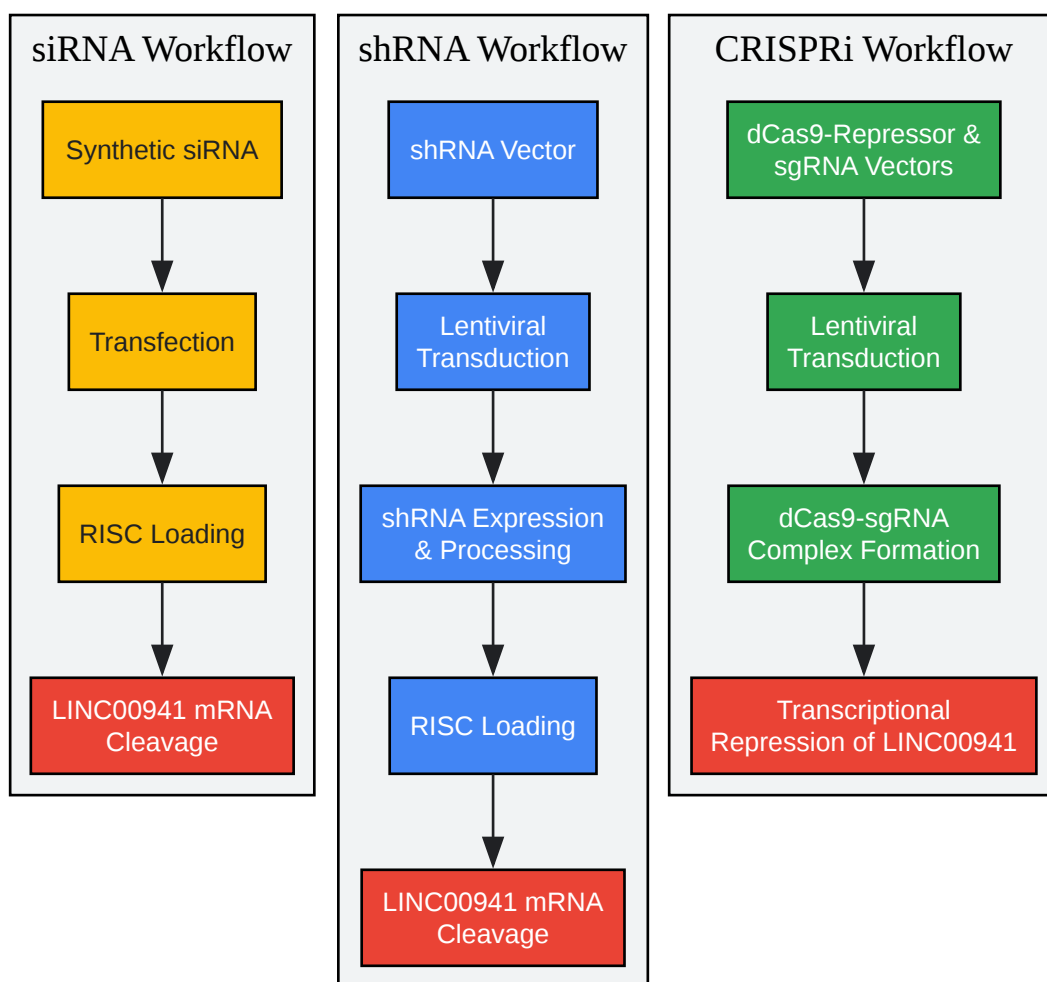 siRNA Workflow
Synthetic siRNA
Transfection
RISC Loading
LINC00941 mRNA
Cleavage
shRNA Workflow
shRNA Vector
Lentiviral
Transduction
shRNA Expression
& Processing
RISC Loading
LINC00941 mRNA
Cleavage
CRISPRi Workflow
dCas9-Repressor &
sgRNA Vectors
Lentiviral
Transduction
dCas9-sgRNA
Complex Formation
Transcriptional
Repression of LINC00941